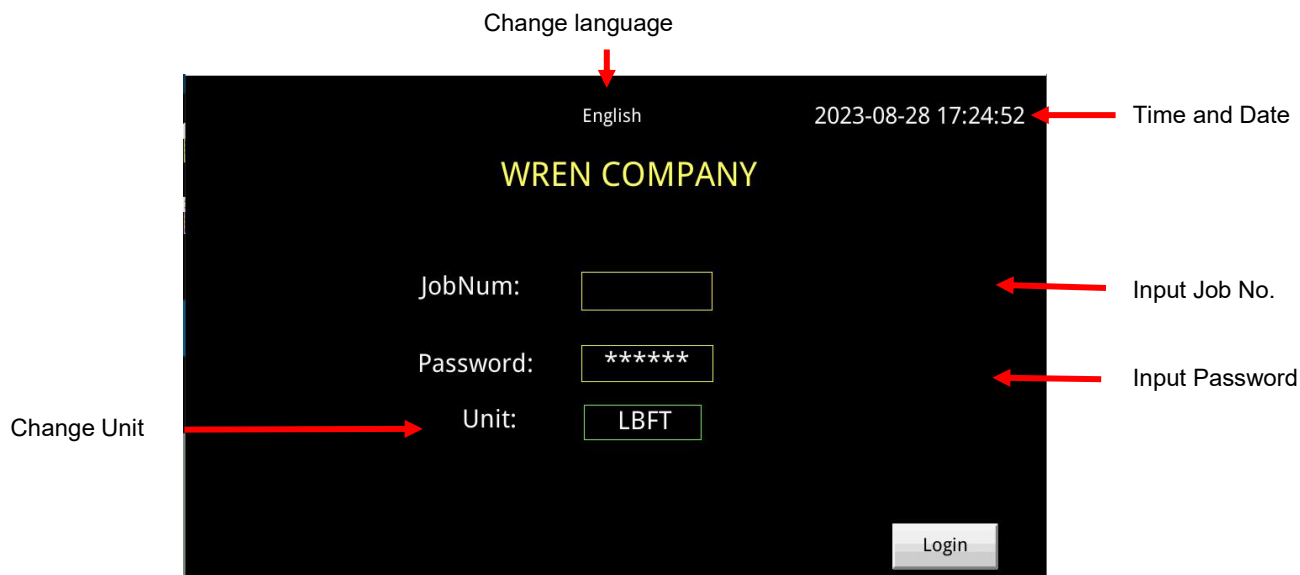 Change language
English
2023-08-28 17:24:52
Time and Date
WREN COMPANY
JobNum:
Input Job No.
Password:
******
Input Password
Change Unit
Unit:
LBFT
Login